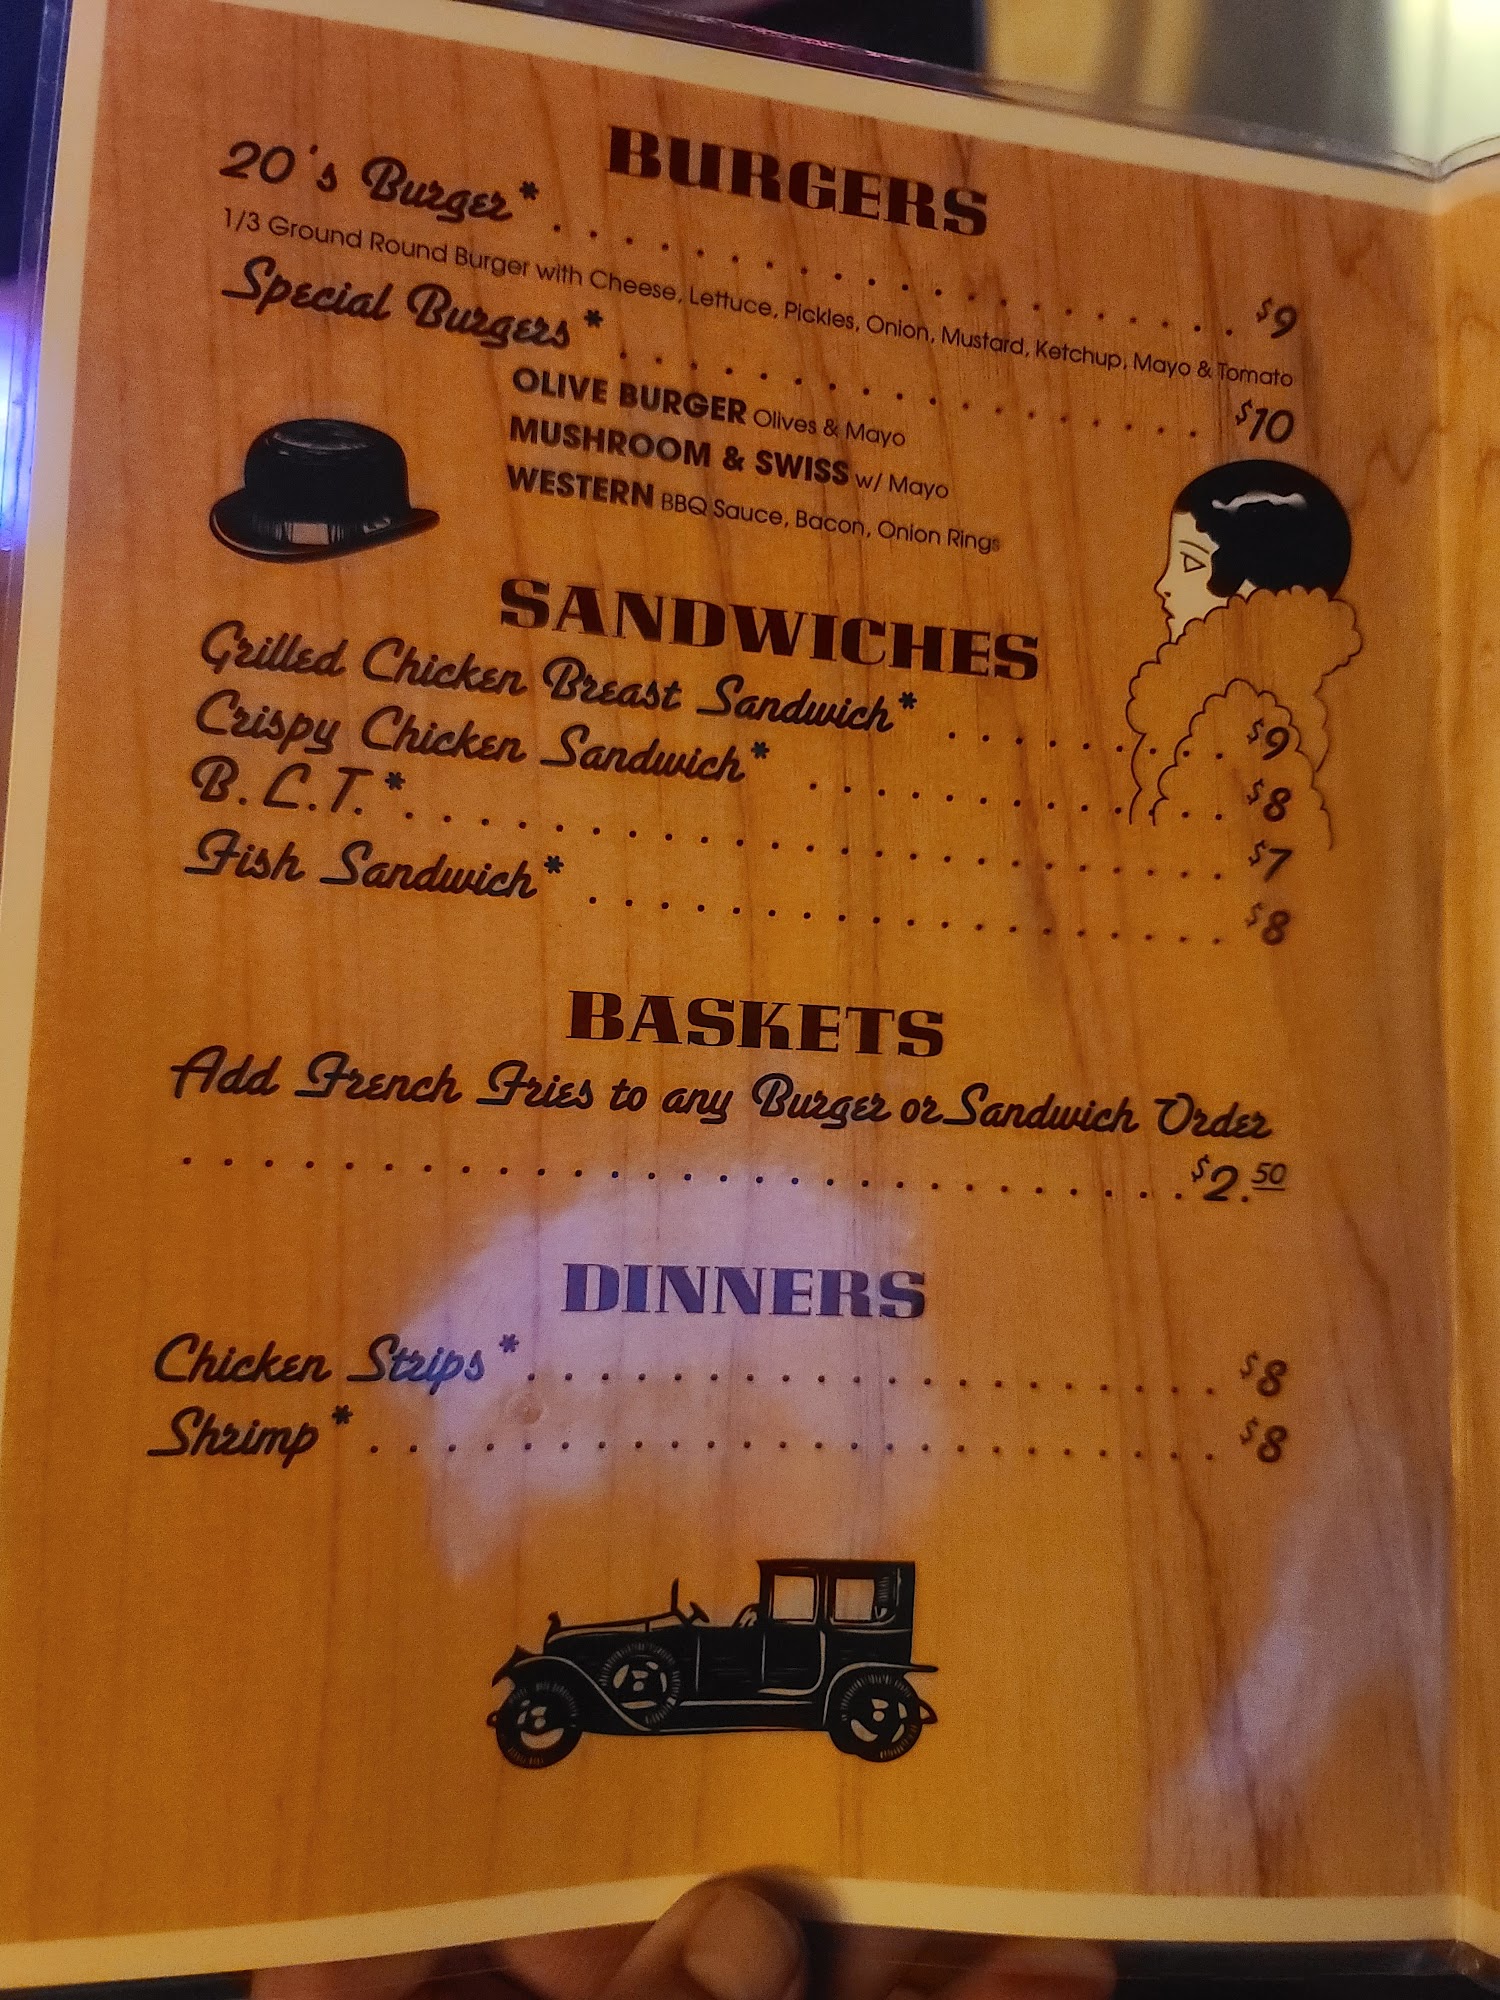 BURGERS
20's Burger* . . . . . . . . . . . . . . . . . . . . $9
1/3 Ground Round Burger with Cheese, Lettuce, Pickles, Onion, Mustard, Ketchup, Mayo & Tomato
Special Burgers* . . . . . . . . . . . . . . . . . $10
OLIVE BURGER Olives & Mayo
MUSHROOM & SWISS w/ Mayo
WESTERN BBQ Sauce, Bacon, Onion Rings
SANDWICHES
Grilled Chicken Breast Sandwich* . . . . . . . . $9
Crispy Chicken Sandwich* . . . . . . . . . . . . $8
B.L.T.* . . . . . . . . . . . . . . . . . . . . . . . . $7
Fish Sandwich* . . . . . . . . . . . . . . . . . . . $8
BASKETS
Add French Fries to any Burger or Sandwich Order
. . . . . . . . . . . . . . . . . . . . . . . . . . . . . $2.50
DINNERS
Chicken Strips* . . . . . . . . . . . . . . . . . . . . $8
Shrimp* . . . . . . . . . . . . . . . . . . . . . . . . $8